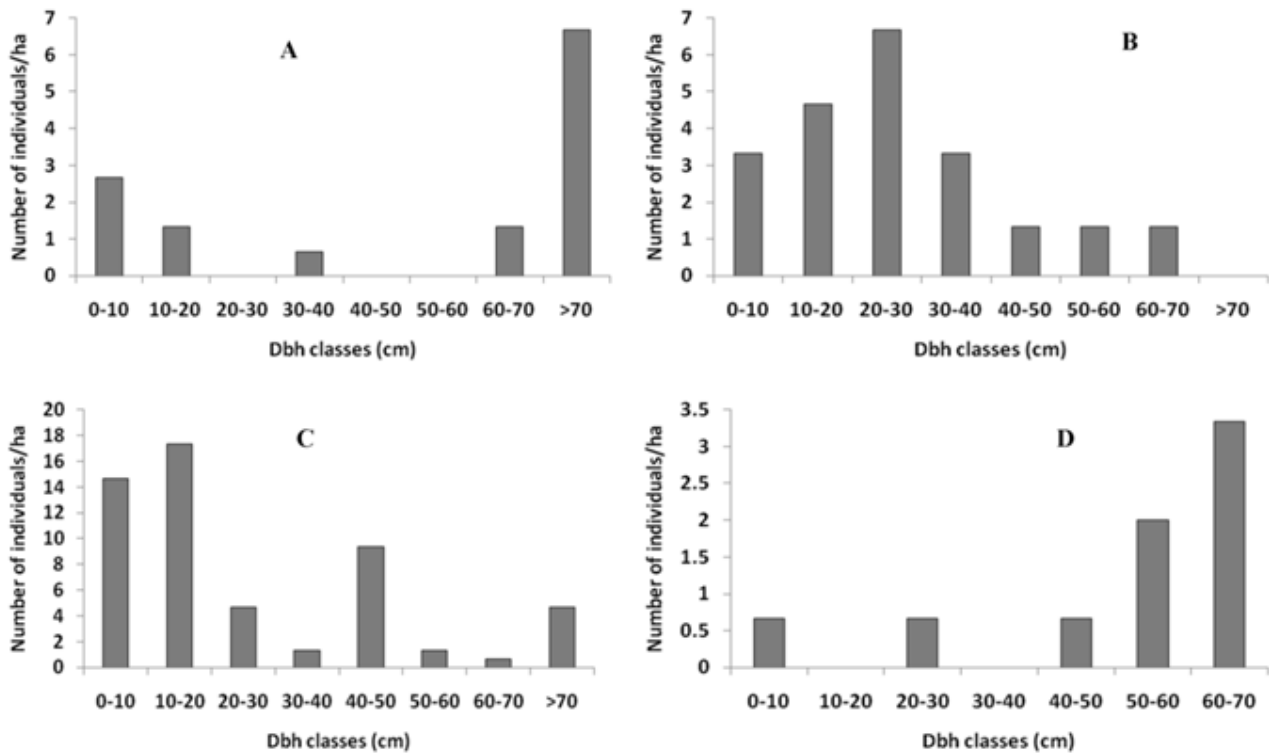 A
Number of individuals/ha
7
6
5
4
3
2
1
0
0-10 10-20 20-30 30-40 40-50 50-60 60-70 >70
Dbh classes (cm)
B
Number of individuals/ha
7
6
5
4
3
2
1
0
0-10 10-20 20-30 30-40 40-50 50-60 60-70 >70
Dbh classes (cm)
C
Number of individuals/ha
20
18
16
14
12
10
8
6
4
2
0
0-10 10-20 20-30 30-40 40-50 50-60 60-70 >70
Dbh classes (cm)
D
Number of individuals/ha
3.5
3
2.5
2
1.5
1
0.5
0
0-10 10-20 20-30 30-40 40-50 50-60 60-70
Dbh classes (cm)